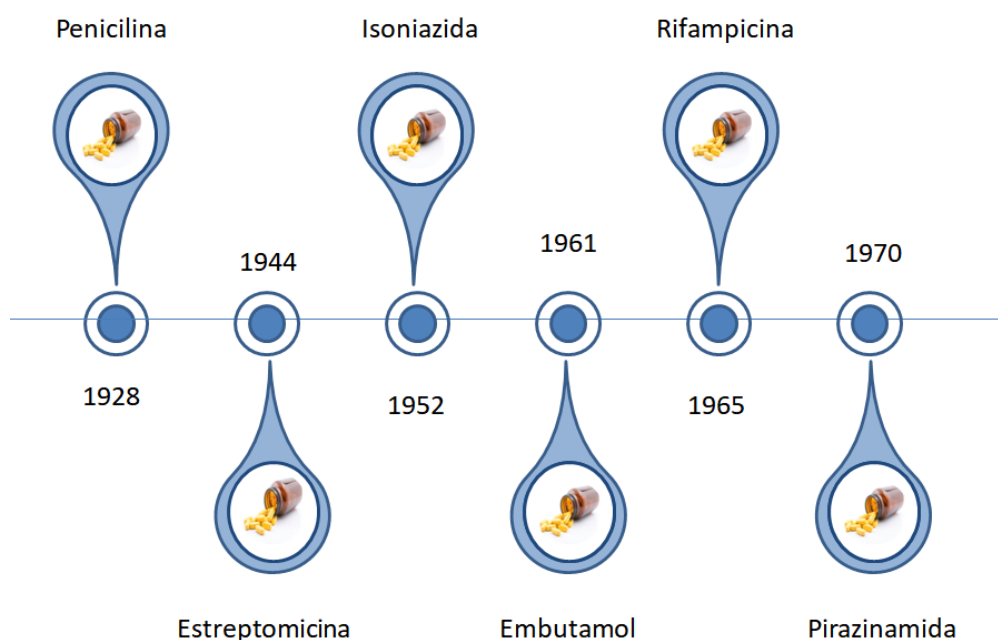 Penicilina
Isoniazida
Rifampicina
1944
1961
1970
1928
1952
1965
Estreptomicina
Embutamol
Pirazinamida